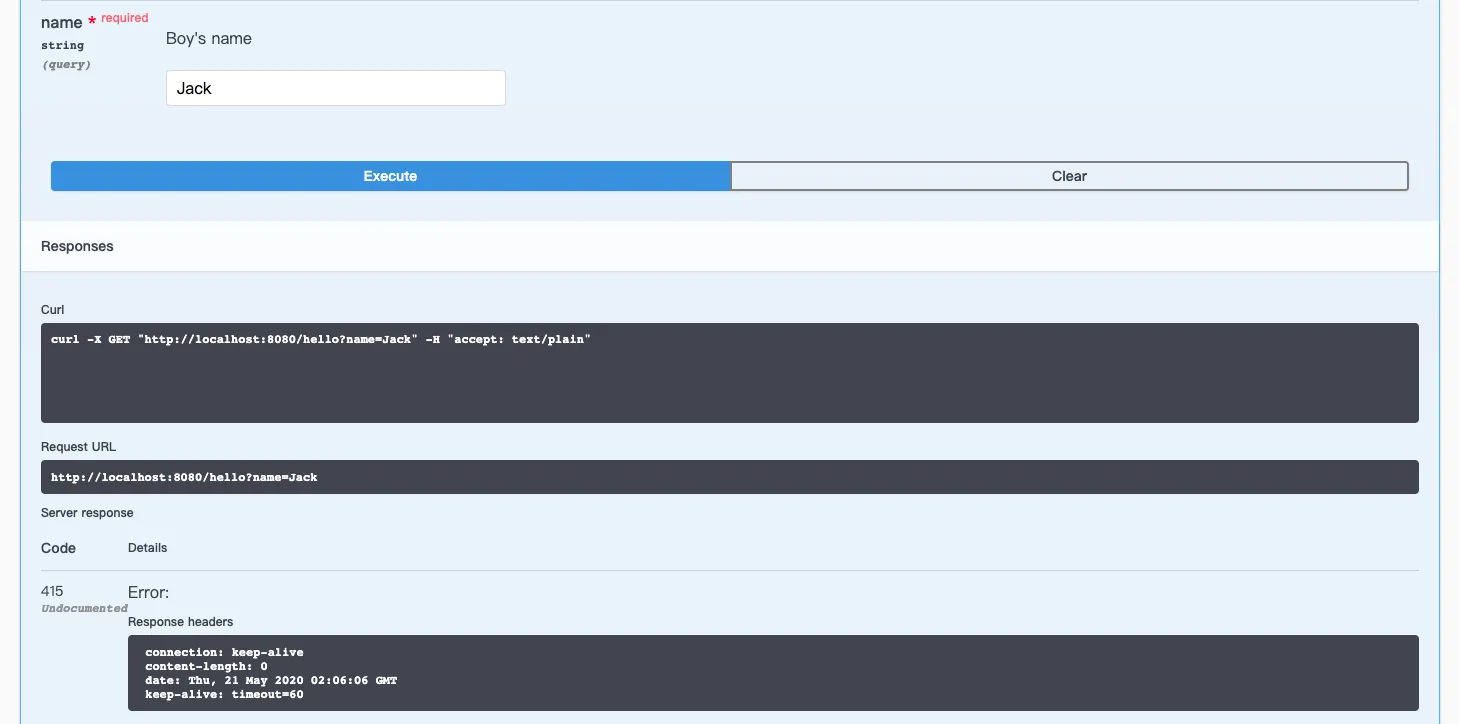 name * required
string
(query)
Boy's name
Jack
Execute
Clear
Responses
Curl
curl -X GET "http://localhost:8080/hello?name=Jack" -H "accept: text/plain"
Request URL
http://localhost:8080/hello?name=Jack
Server response
Code Details
415 Error:
Undocumented
Response headers
connection: keep-alive
content-length: 0
date: Thu, 21 May 2020 02:06:06 GMT
keep-alive: timeout=60